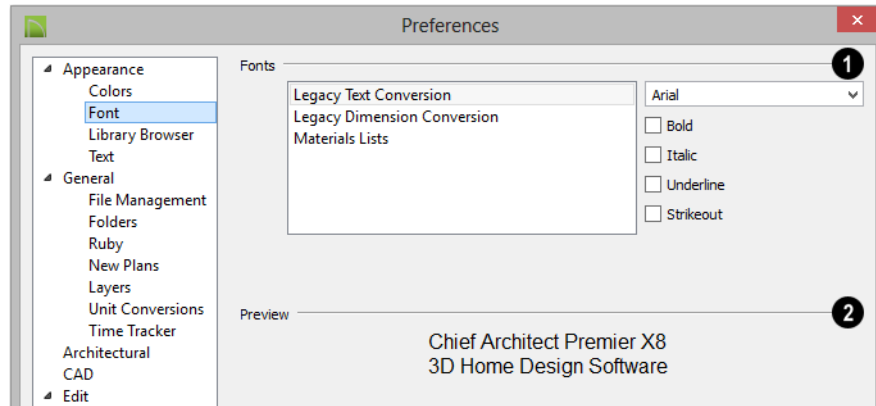 Preferences
Appearance
Colors
Font
Library Browser
Text
General
File Management
Folders
Ruby
New Plans
Layers
Unit Conversions
Time Tracker
Architectural
CAD
Edit
Fonts
1
Legacy Text Conversion
Legacy Dimension Conversion
Materials Lists
Arial
Bold
Italic
Underline
Strikeout
Preview
2
Chief Architect Premier X8
3D Home Design Software